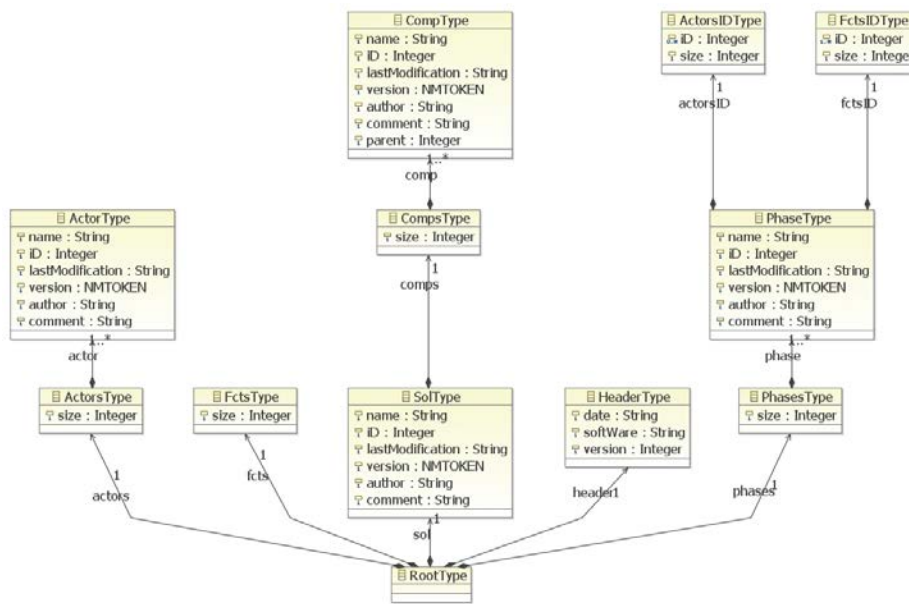 CompType
name : String
iD : Integer
lastModification : String
version : NMTOKEN
author : String
comment : String
parent : Integer
ActorsIDType
iD : Integer
size : Integer
FctsIDType
iD : Integer
size : Integer
1
actorsID
1
fctsID
1..*
comp
ActorType
name : String
iD : Integer
lastModification : String
version : NMTOKEN
author : String
comment : String
CompsType
size : Integer
PhaseType
name : String
iD : Integer
lastModification : String
version : NMTOKEN
author : String
comment : String
1
comps
1..*
actor
1..*
phase
ActorsType
size : Integer
FctsType
size : Integer
SolType
name : String
iD : Integer
lastModification : String
version : NMTOKEN
author : String
comment : String
HeaderType
date : String
softWare : String
version : Integer
PhasesType
size : Integer
1
actors
1
fcts
1
sol
header1
phases1
RootType